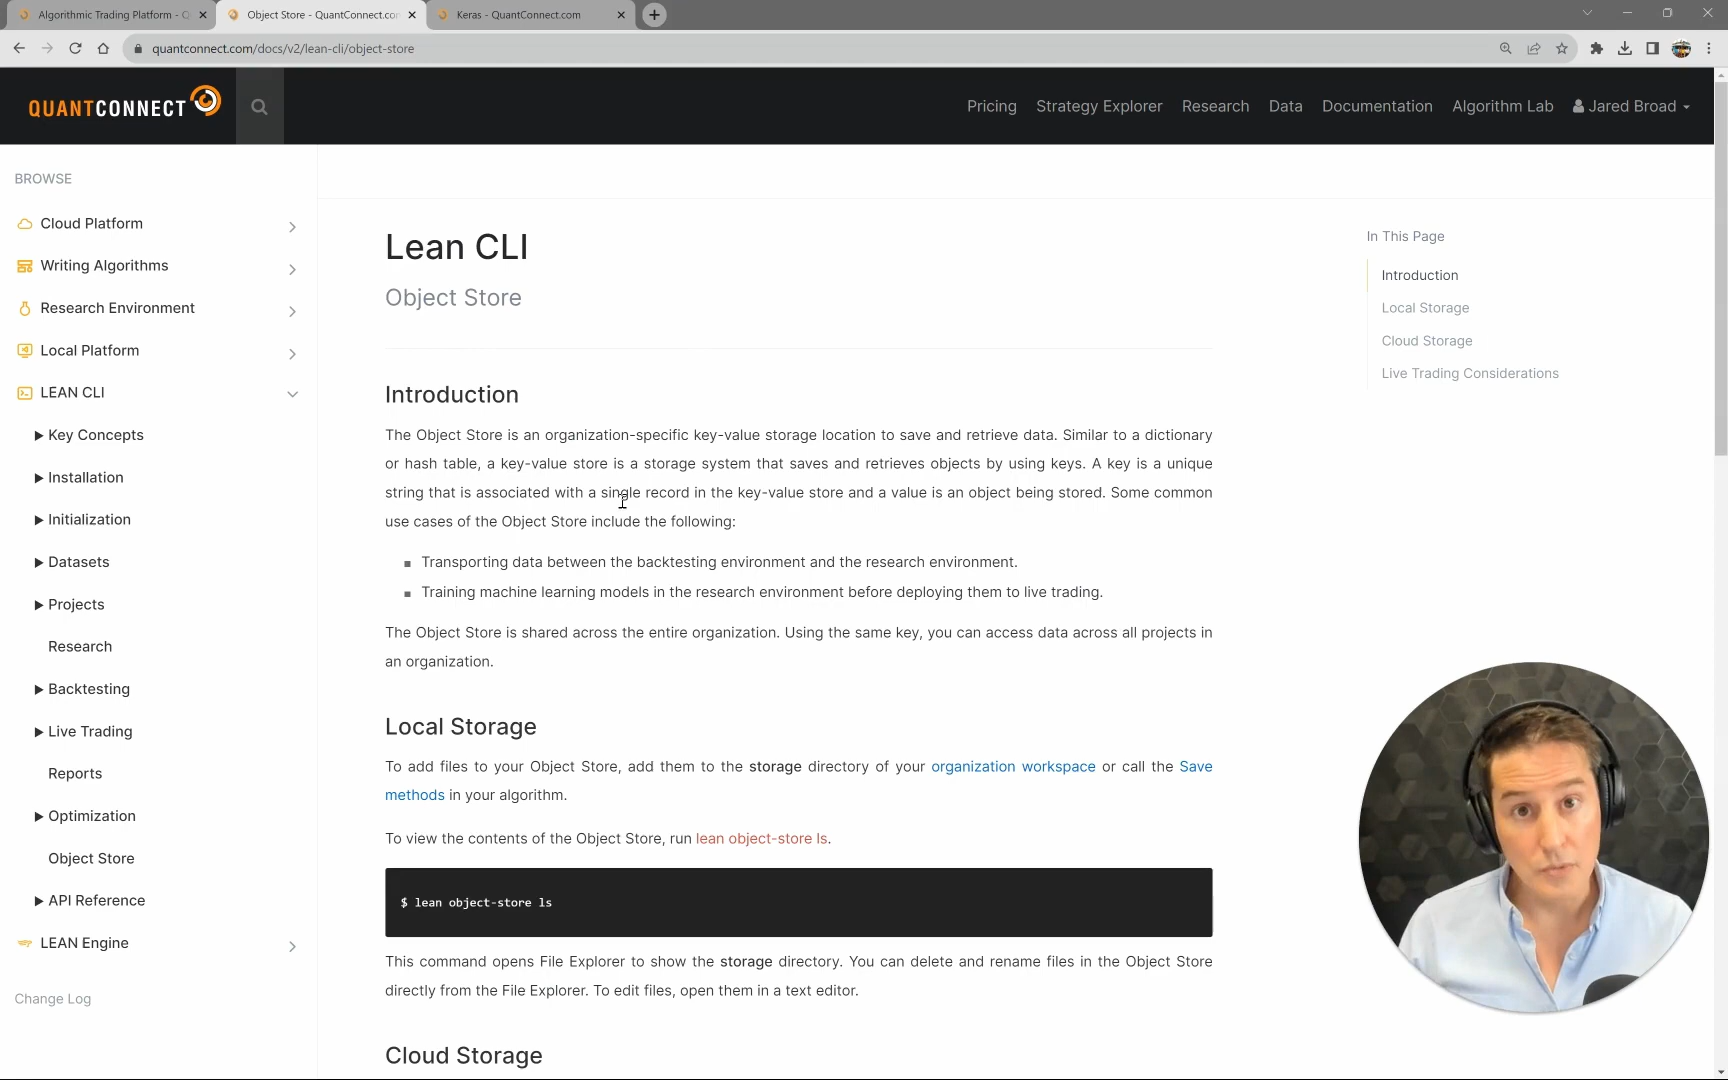 Algorithmic Trading Platform - Q
Object Store - QuantConnect.com
Keras - QuantConnect.com
quantconnect.com/docs/v2/lean-cli/object-store
QUANTCONNECT
Pricing
Strategy Explorer
Research
Data
Documentation
Algorithm Lab
Jared Broad
BROWSE
Cloud Platform
Writing Algorithms
Research Environment
Local Platform
LEAN CLI
Key Concepts
Installation
Initialization
Datasets
Projects
Research
Backtesting
Live Trading
Reports
Optimization
Object Store
API Reference
LEAN Engine
Change Log
Lean CLI
Object Store
Introduction
The Object Store is an organization-specific key-value storage location to save and retrieve data. Similar to a dictionary
or hash table, a key-value store is a storage system that saves and retrieves objects by using keys. A key is a unique
string that is associated with a single record in the key-value store and a value is an object being stored. Some common
use cases of the Object Store include the following:
Transporting data between the backtesting environment and the research environment.
Training machine learning models in the research environment before deploying them to live trading.
The Object Store is shared across the entire organization. Using the same key, you can access data across all projects in
an organization.
Local Storage
To add files to your Object Store, add them to the storage directory of your organization workspace or call the Save
methods in your algorithm.
To view the contents of the Object Store, run lean object-store ls.
$ lean object-store ls
This command opens File Explorer to show the storage directory. You can delete and rename files in the Object Store
directly from the File Explorer. To edit files, open them in a text editor.
Cloud Storage
In This Page
Introduction
Local Storage
Cloud Storage
Live Trading Considerations